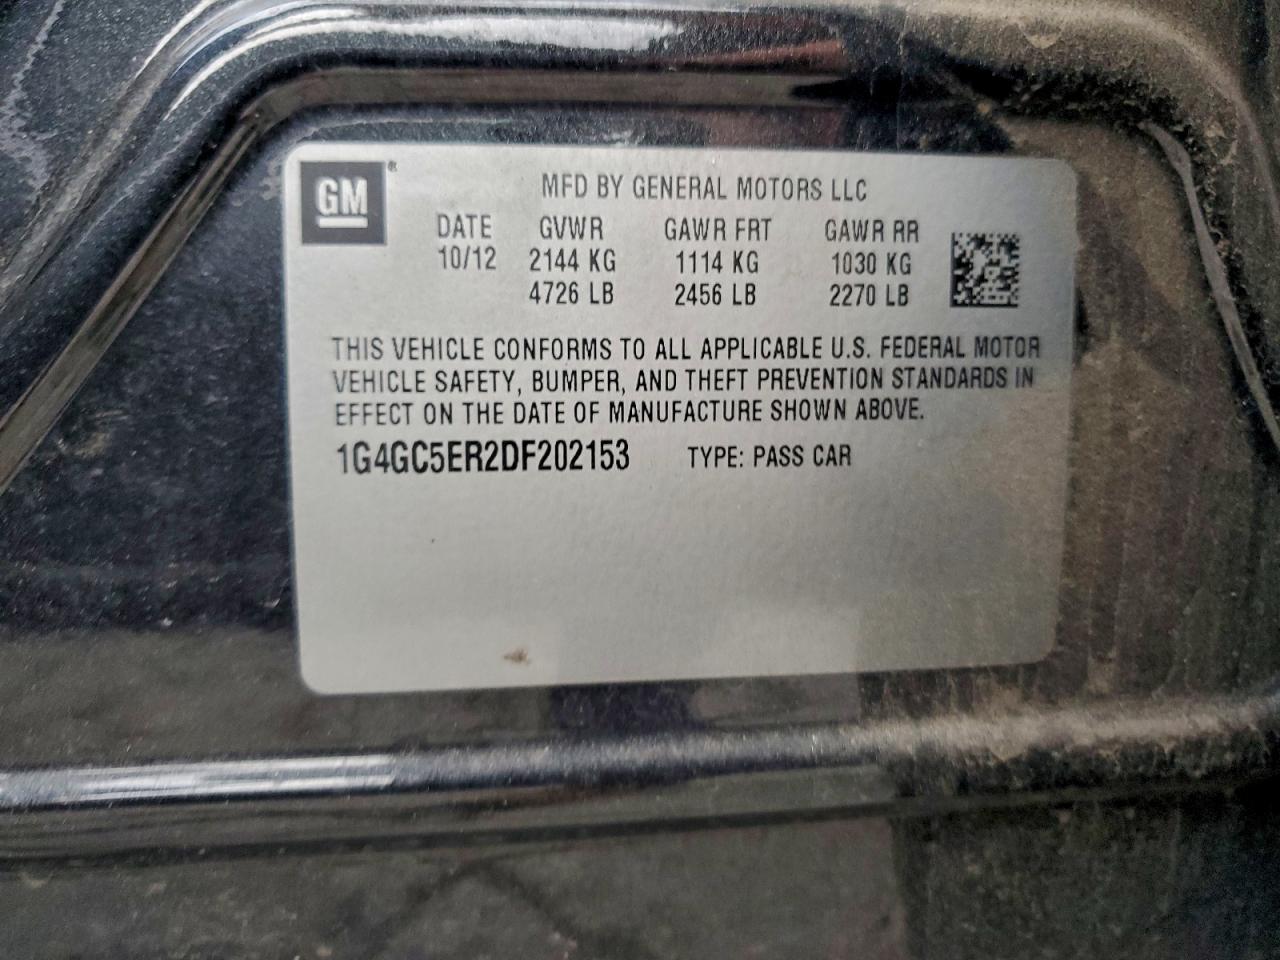 GM®
MFD BY GENERAL MOTORS LLC
DATE GVWR GAWR FRT GAWR RR
10/12 2144 KG 1114 KG 1030 KG
4726 LB 2456 LB 2270 LB
THIS VEHICLE CONFORMS TO ALL APPLICABLE U.S. FEDERAL MOTOR
VEHICLE SAFETY, BUMPER, AND THEFT PREVENTION STANDARDS IN
EFFECT ON THE DATE OF MANUFACTURE SHOWN ABOVE.
1G4GC5ER2DF202153 TYPE: PASS CAR